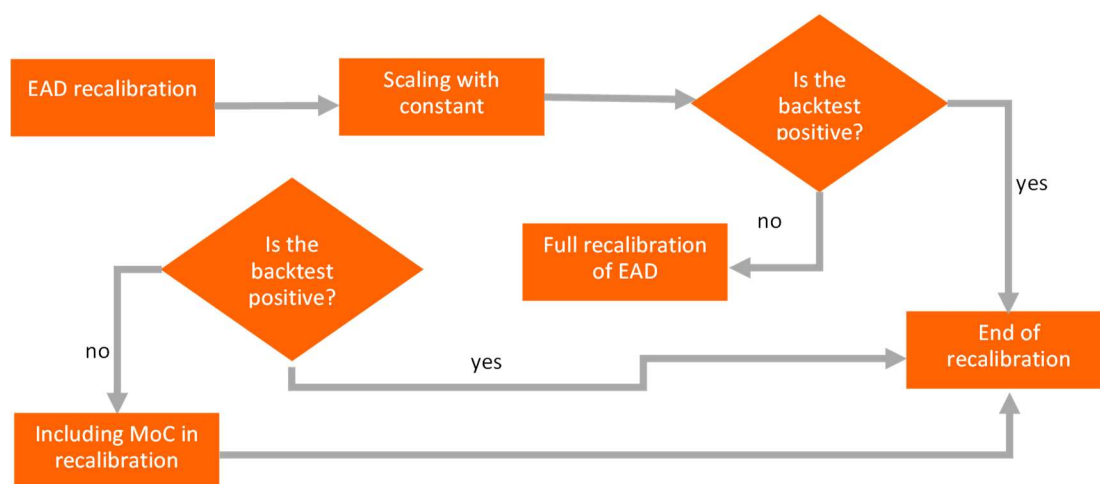 EAD recalibration
Scaling with
constant
Is the
backtest
positive?
yes
no
Full recalibration
of EAD
Is the
backtest
positive?
no
yes
End of
recalibration
Including MoC in
recalibration